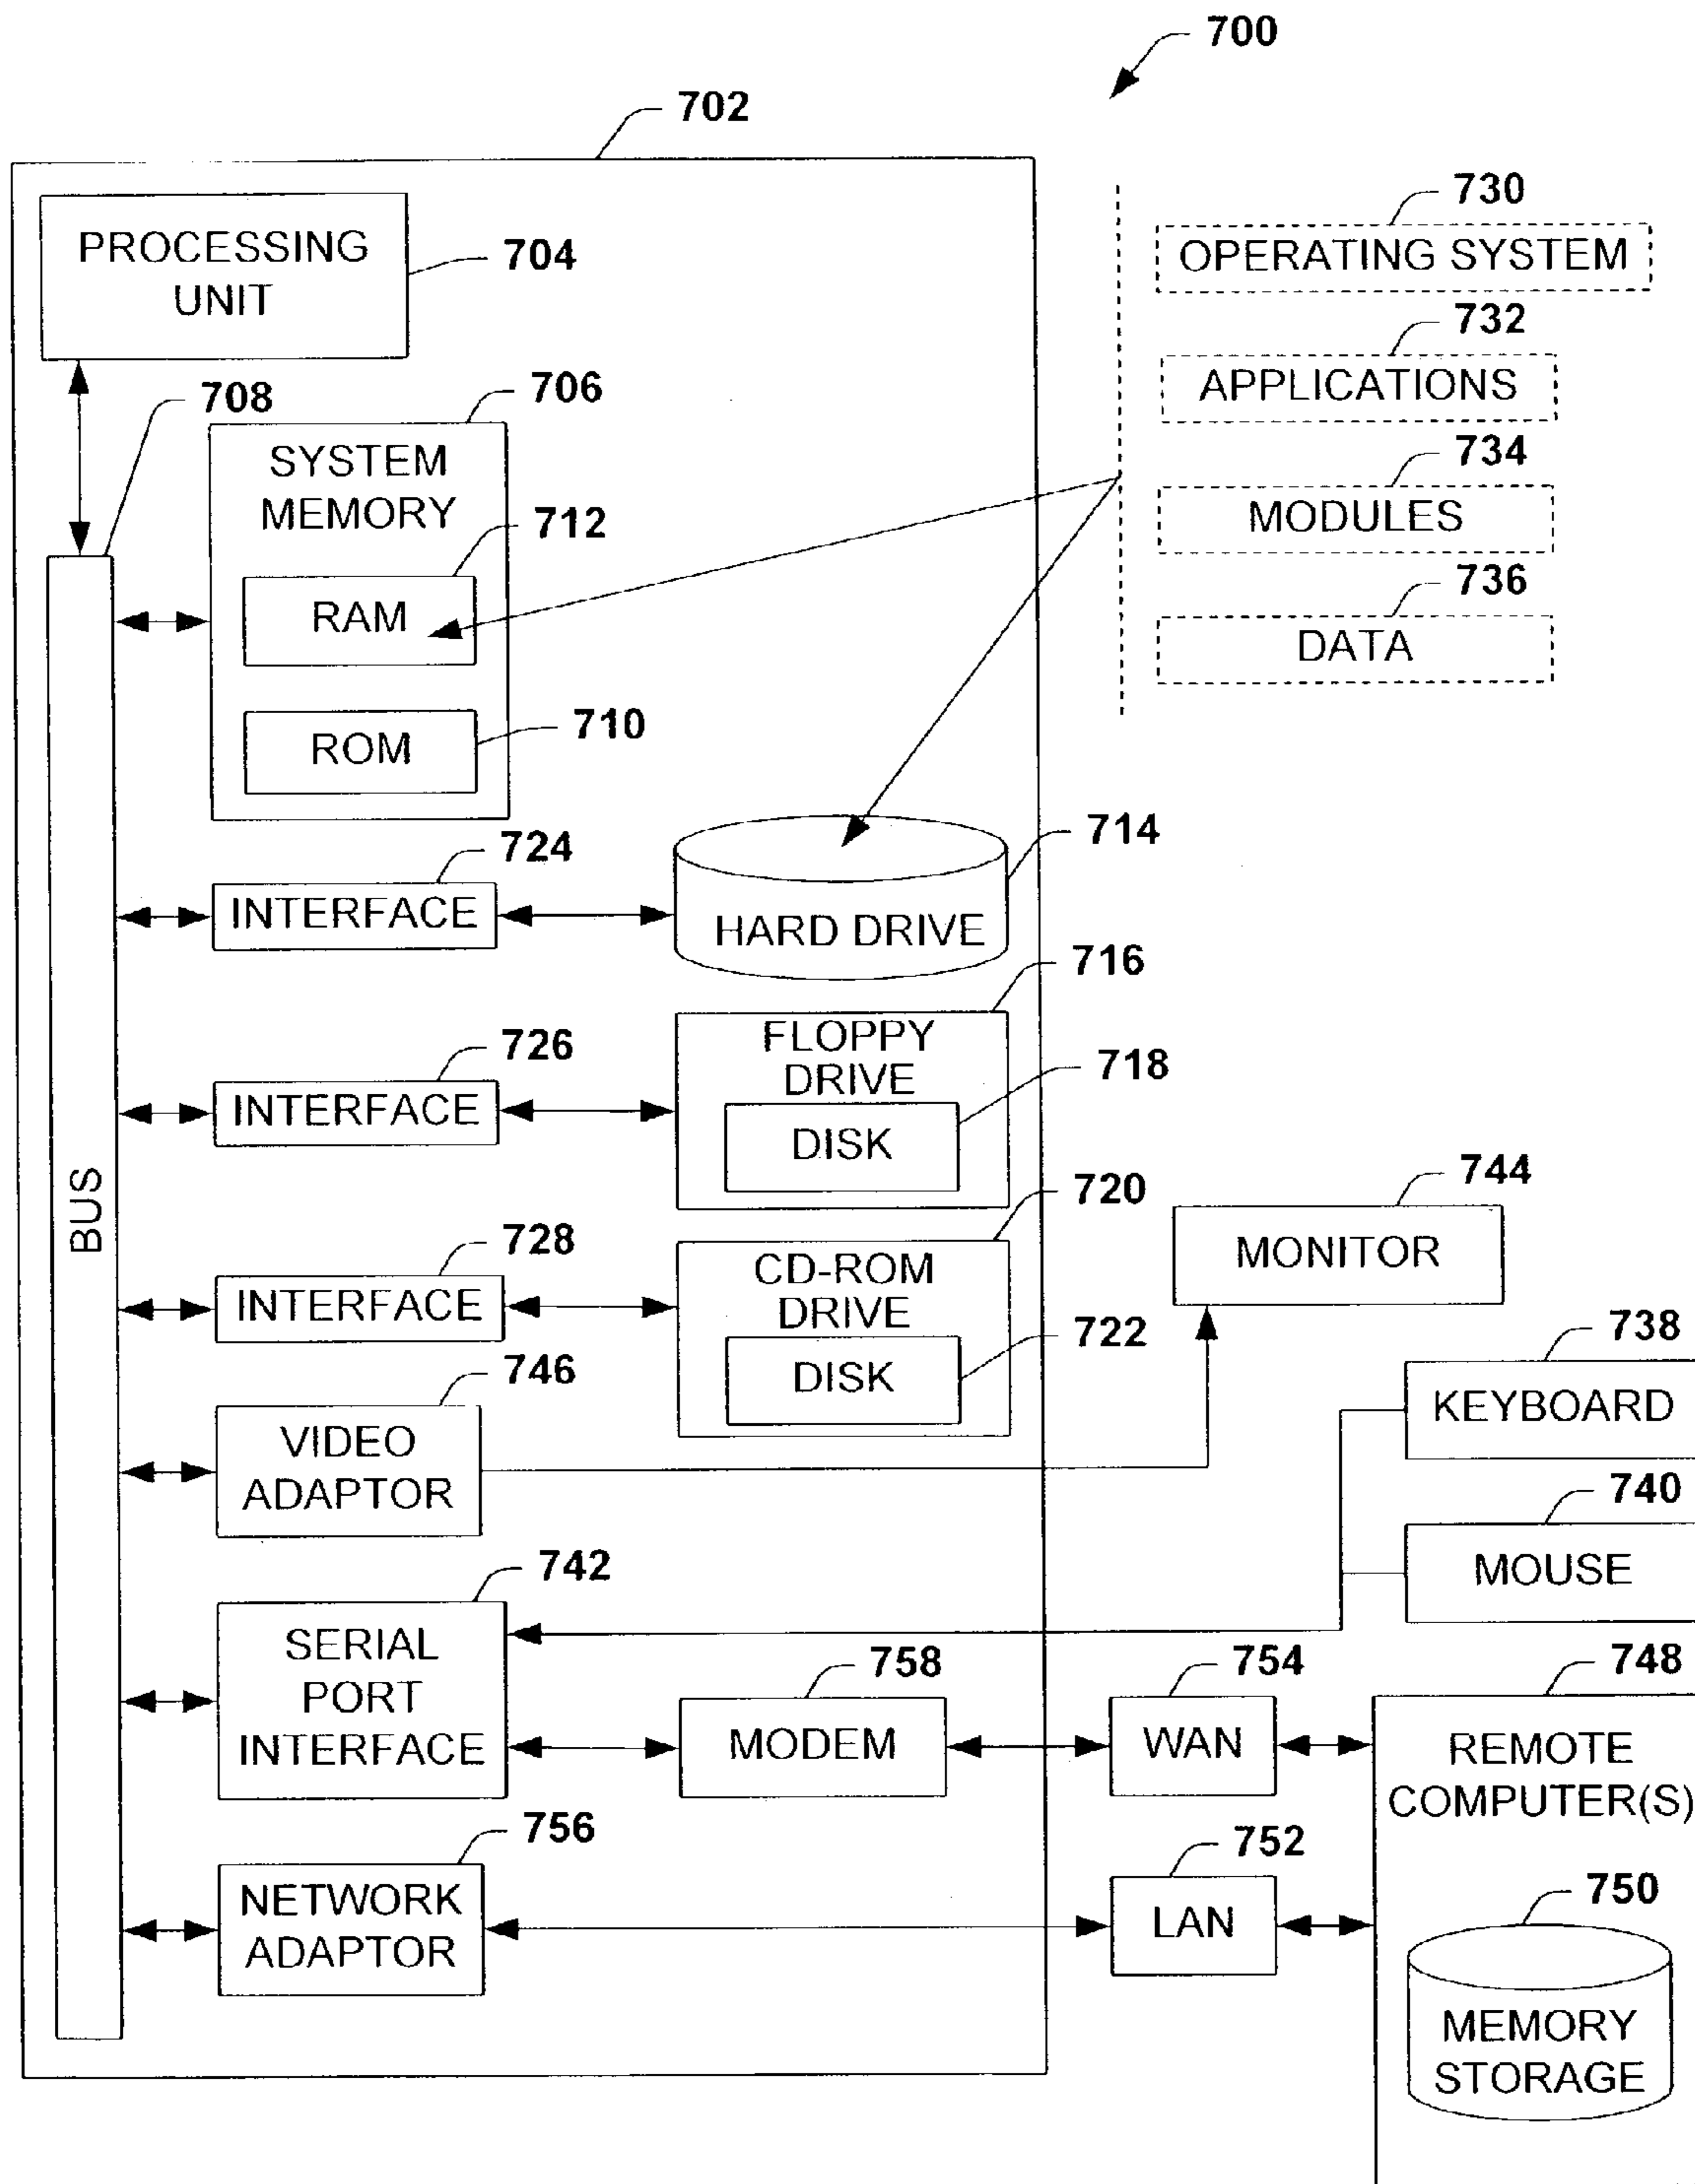 700
702
PROCESSING
UNIT
704
730
OPERATING SYSTEM
732
APPLICATIONS
734
MODULES
736
DATA
708
706
SYSTEM
MEMORY
712
RAM
710
ROM
BUS
724
INTERFACE
714
HARD DRIVE
726
INTERFACE
716
FLOPPY
DRIVE
718
DISK
728
INTERFACE
720
CD-ROM
DRIVE
722
DISK
744
MONITOR
746
VIDEO
ADAPTOR
738
KEYBOARD
740
MOUSE
742
SERIAL
PORT
INTERFACE
758
MODEM
754
WAN
748
REMOTE
COMPUTER(S)
756
NETWORK
ADAPTOR
752
LAN
750
MEMORY
STORAGE